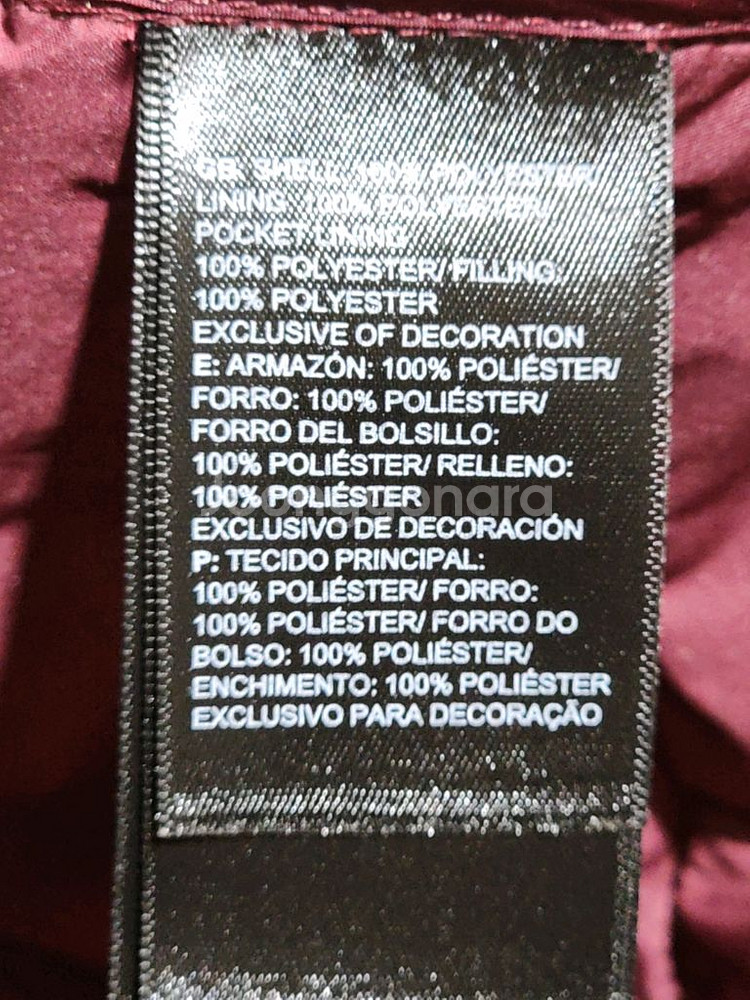 GB: SHELL: 100% POLYESTER/
LINING: 100% POLYESTER/
POCKET LINING:
100% POLYESTER/ FILLING:
100% POLYESTER
EXCLUSIVE OF DECORATION
E: ARMAZÓN: 100% POLIÉSTER/
FORRO: 100% POLIÉSTER/
FORRO DEL BOLSILLO:
100% POLIÉSTER/ RELLENO:
100% POLIÉSTER
EXCLUSIVO DE DECORACIÓN
P: TECIDO PRINCIPAL:
100% POLIÉSTER/ FORRO:
100% POLIÉSTER/ FORRO DO
BOLSO: 100% POLIÉSTER/
ENCHIMENTO: 100% POLIÉSTER
EXCLUSIVO PARA DECORAÇÃO